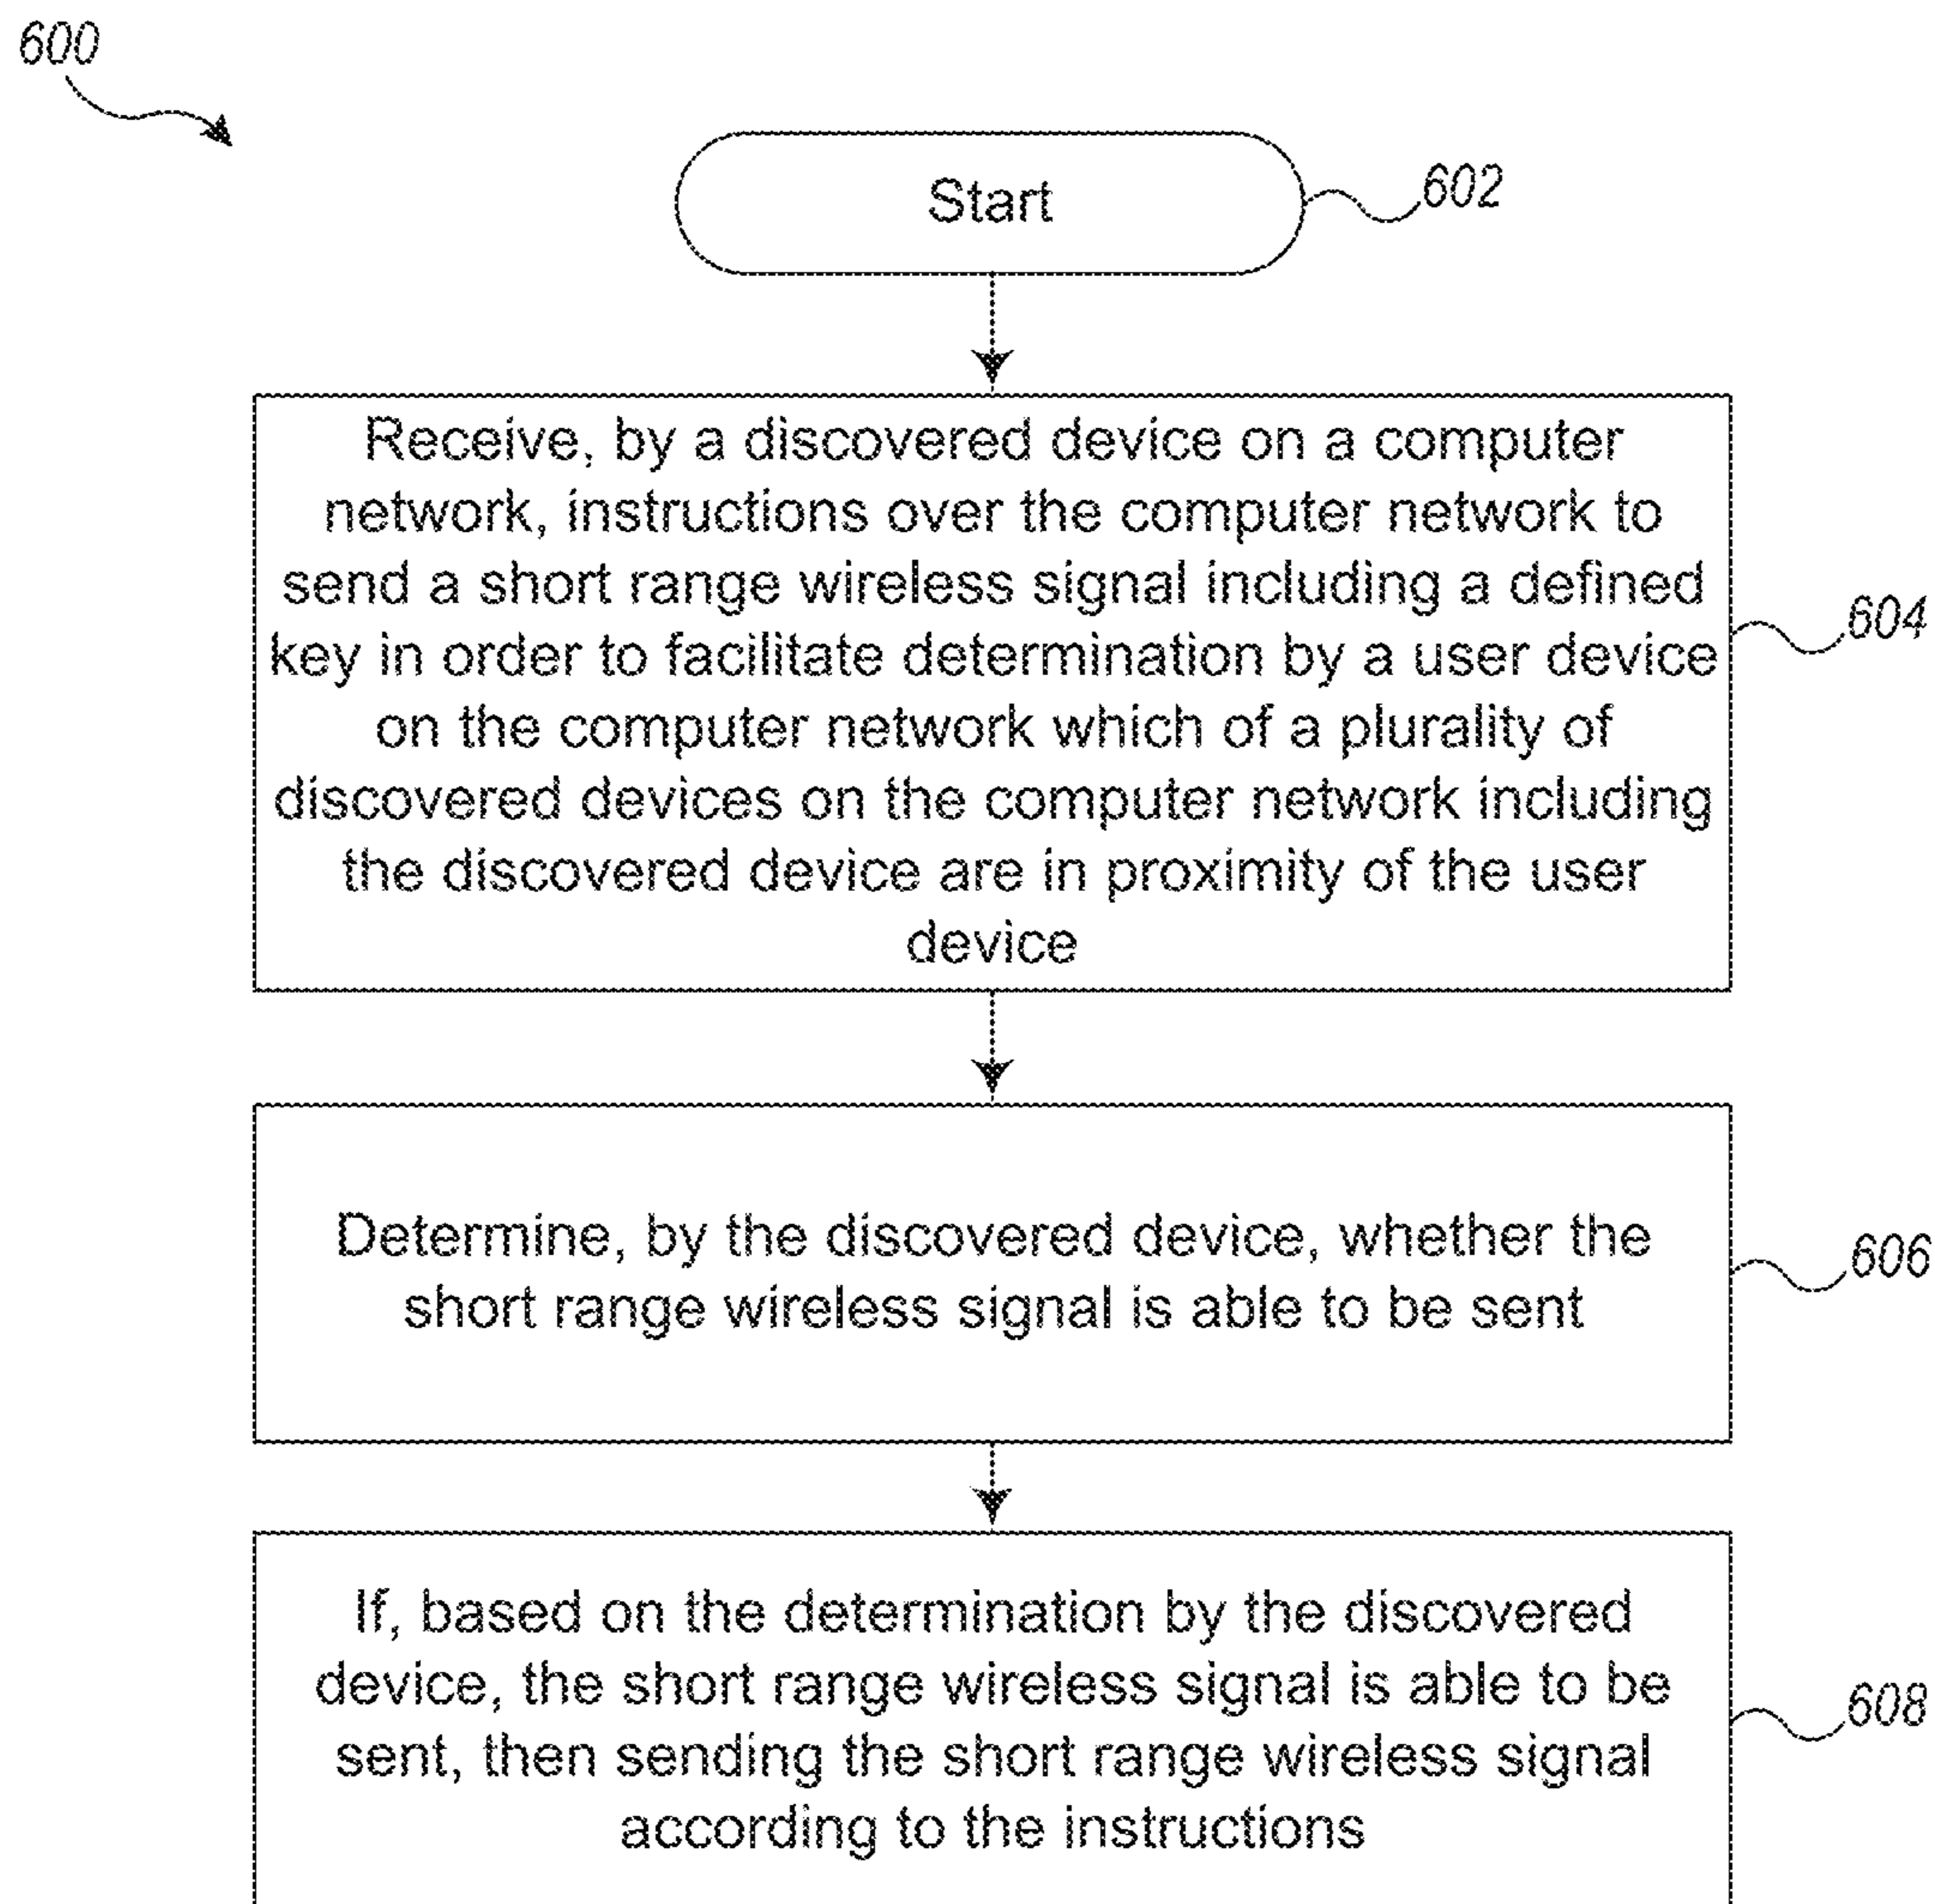 600
Start
602
Receive, by a discovered device on a computer
network, instructions over the computer network to
send a short range wireless signal including a defined
key in order to facilitate determination by a user device
on the computer network which of a plurality of
discovered devices on the computer network including
the discovered device are in proximity of the user
device
604
Determine, by the discovered device, whether the
short range wireless signal is able to be sent
606
If, based on the determination by the discovered
device, the short range wireless signal is able to be
sent, then sending the short range wireless signal
according to the instructions
608